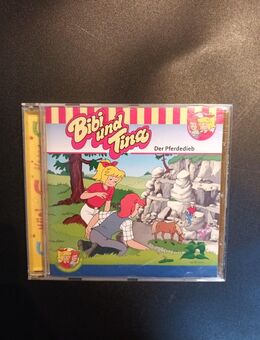 Bibi und
Tina
Der Pferdedieb